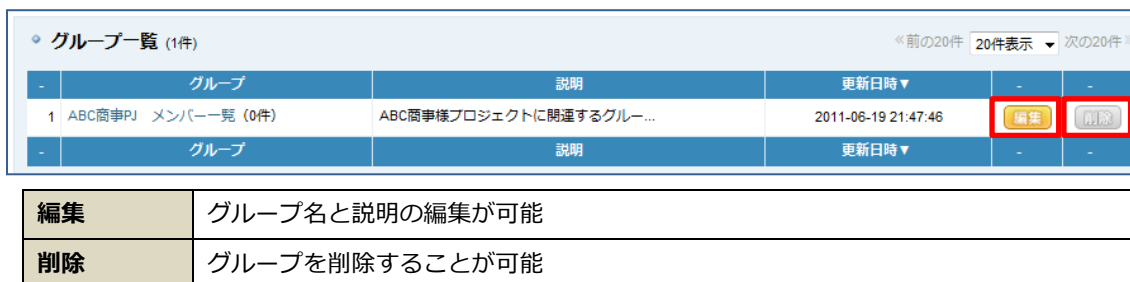 グループ一覧 (1件) ≪前の20件 20件表示 ▼ 次の20件≫
- グループ 説明 更新日時▼ - -
1 ABC商事PJ メンバー一覧 (0件) ABC商事様プロジェクトに関連するグルー... 2011-06-19 21:47:46 編集 削除
- グループ 説明 更新日時▼ - -
編集 グループ名と説明の編集が可能
削除 グループを削除することが可能